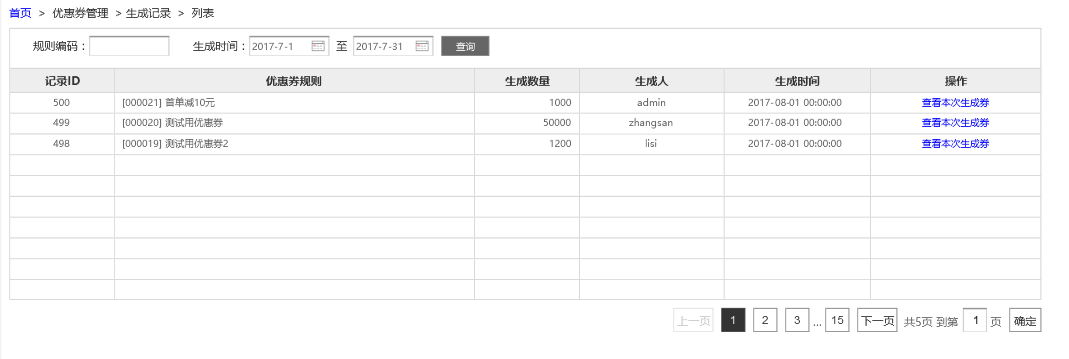 首页 > 优惠券管理 > 生成记录 > 列表
规则编码： 生成时间： 2017-7-1 至 2017-7-31 查询
记录ID 优惠券规则 生成数量 生成人 生成时间 操作
500 [000021] 首单减10元 1000 admin 2017-08-01 00:00:00 查看本次生成券
499 [000020] 测试用优惠券 50000 zhangsan 2017-08-01 00:00:00 查看本次生成券
498 [000019] 测试用优惠券2 1200 lisi 2017-08-01 00:00:00 查看本次生成券
上一页 1 2 3 ... 15 下一页 共5页 到第 1 页 确定